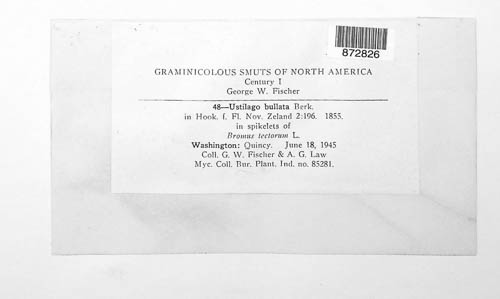 872826
GRAMINICOLOUS SMUTS OF NORTH AMERICA
Century I
George W. Fischer
48—Ustilago bullata Berk.
in Hook. f. Fl. Nov. Zeland 2:196. 1855.
in spikelets of
Bromus tectorum L.
Washington: Quincy. June 18, 1945
Coll. G. W. Fischer & A. G. Law
Myc. Coll. Bur. Plant. Ind. no. 85281.